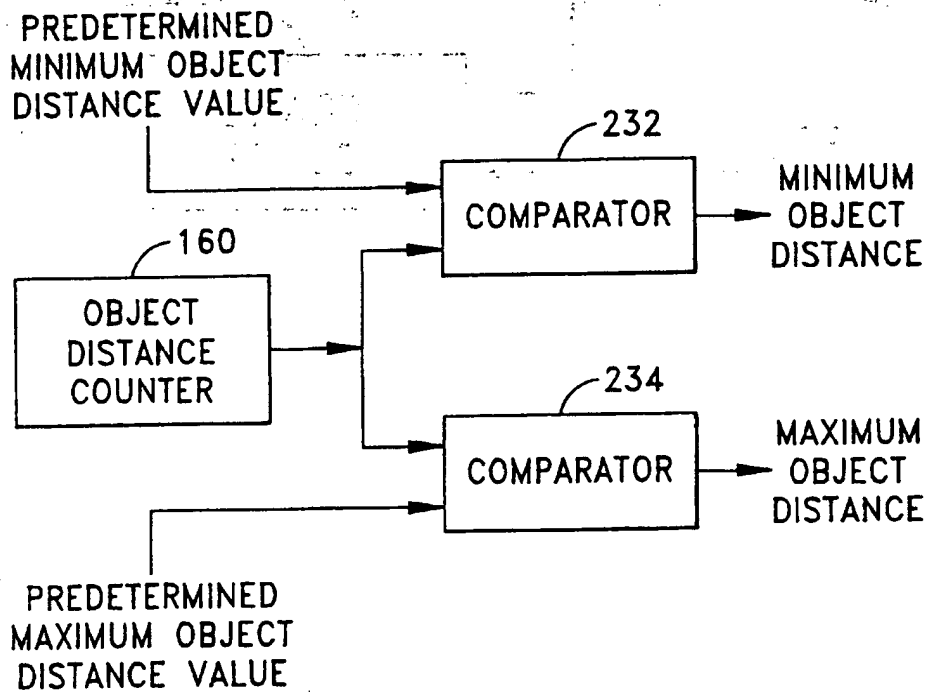 PREDETERMINED
MINIMUM OBJECT
DISTANCE VALUE
232
COMPARATOR
MINIMUM
OBJECT
DISTANCE
160
OBJECT
DISTANCE
COUNTER
234
COMPARATOR
MAXIMUM
OBJECT
DISTANCE
PREDETERMINED
MAXIMUM OBJECT
DISTANCE VALUE